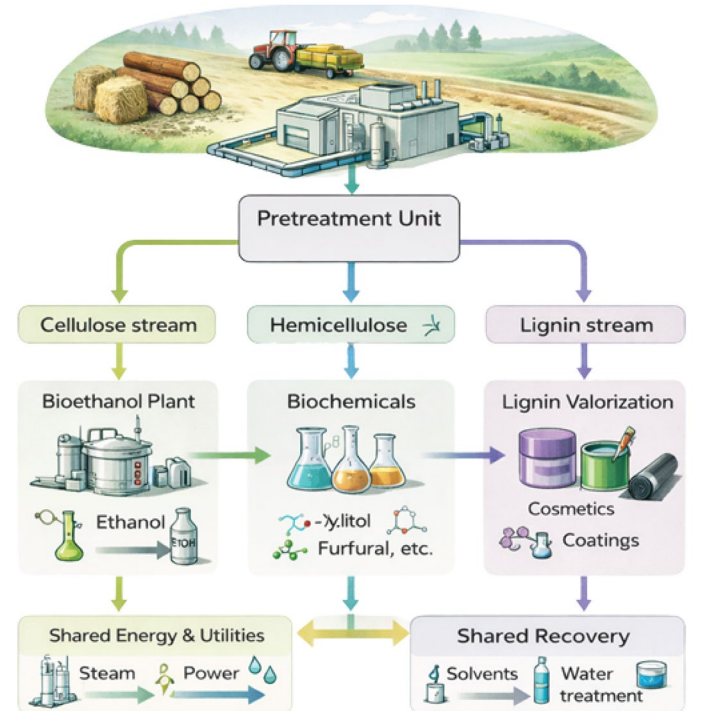 Pretreatment Unit
Cellulose stream
Hemicellulose
Lignin stream
Bioethanol Plant
Biochemicals
Lignin Valorization
Ethanol
ETOH
-Xylitol
Furfural, etc.
Cosmetics
Coatings
Shared Energy & Utilities
Shared Recovery
Steam
Power
Solvents
Water
treatment